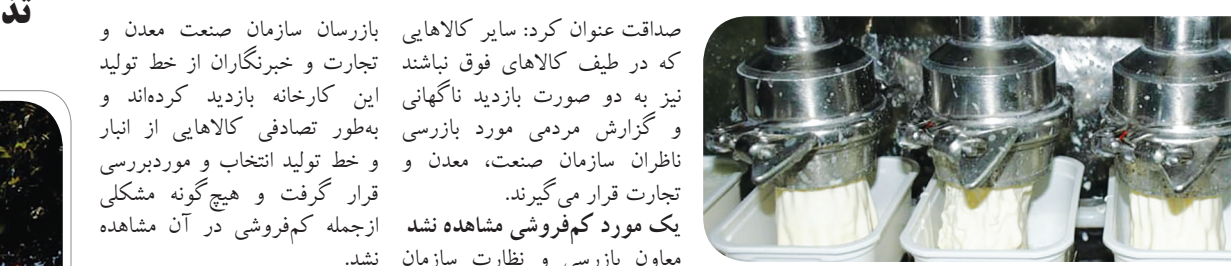 صداقت عنوان کرد: سایر کالاهایی
که در طیف کالاهای فوق نباشند
نیز به دو صورت بازدید ناگهانی
و گزارش مردمی مورد بازرسی
ناظران سازمان صنعت، معدن و
تجارت قرار می‌گیرند.
یک مورد کم‌فروشی مشاهده نشد
معاون بازرسی و نظارت سازمان
بازرسان سازمان صنعت معدن و
تجارت و خبرنگاران از خط تولید
این کارخانه بازدید کرده‌اند و
به‌طور تصادفی کالاهایی از انبار
و خط تولید انتخاب و موردبررسی
قرار گرفت و هیچ‌گونه مشکلی
ازجمله کم‌فروشی در آن مشاهده
نشد.